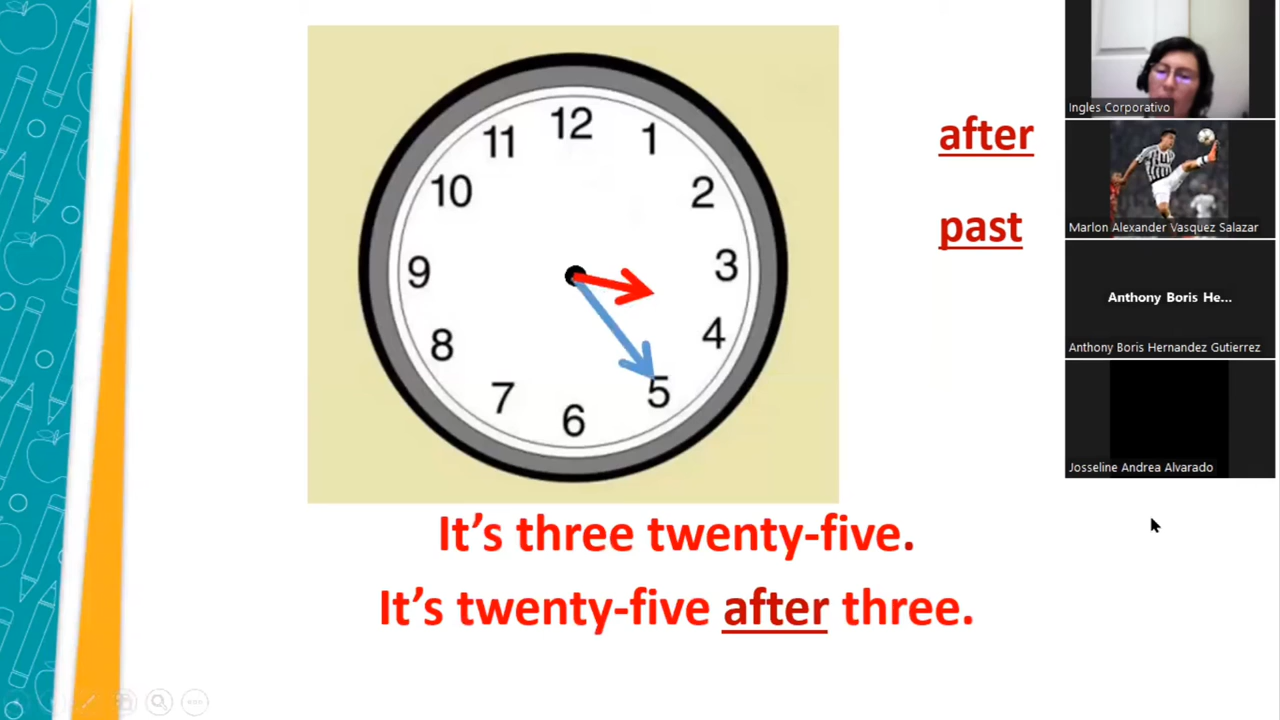 12
11
1
10
2
9
3
8
4
7
5
6
after
past
It's three twenty-five.
It's twenty-five after three.
Ingles Corporativo
Marlon Alexander Vasquez Salazar
Anthony Boris He...
Anthony Boris Hernandez Gutierrez
Josseline Andrea Alvarado